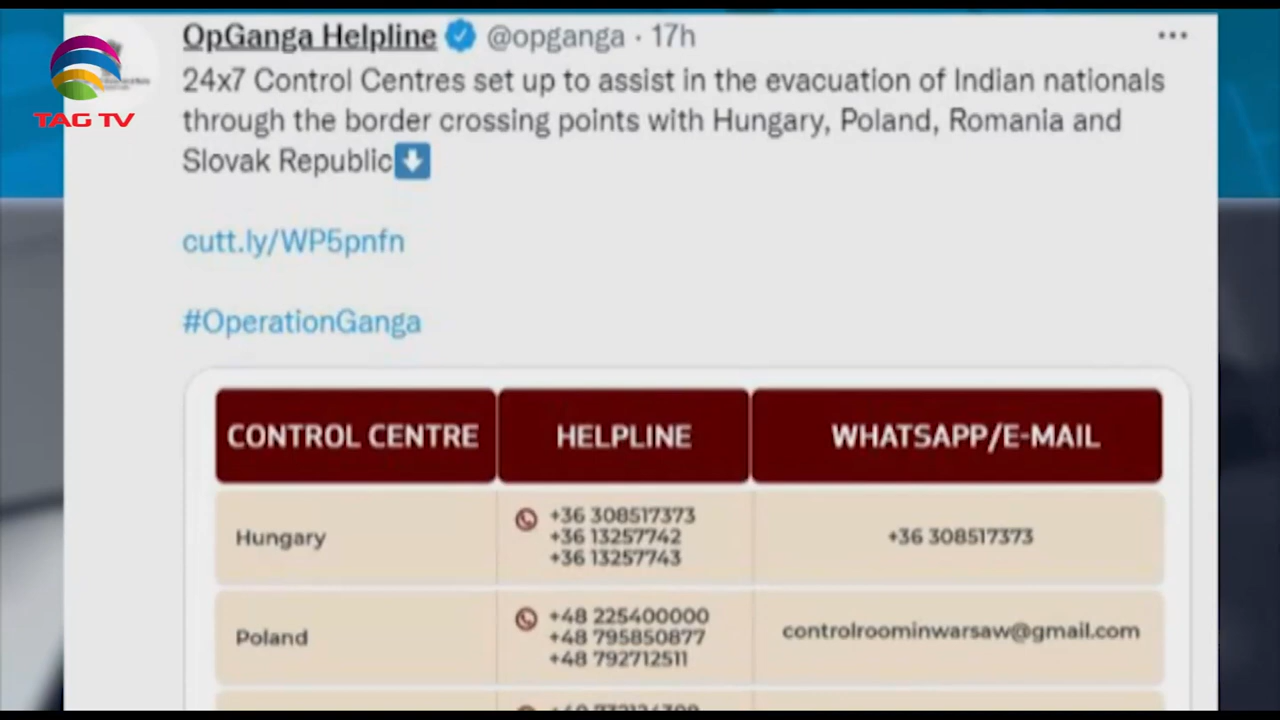 OpGanga Helpline @opganga · 17h
TAG TV
24x7 Control Centres set up to assist in the evacuation of Indian nationals
through the border crossing points with Hungary, Poland, Romania and
Slovak Republic
cutt.ly/WP5pnfn
#OperationGanga
CONTROL CENTRE HELPLINE WHATSAPP/E-MAIL
+36 308517373
Hungary +36 13257742 +36 308517373
+36 13257743
+48 225400000
Poland +48 795850877 controlroominwarsaw@gmail.com
+48 792712511